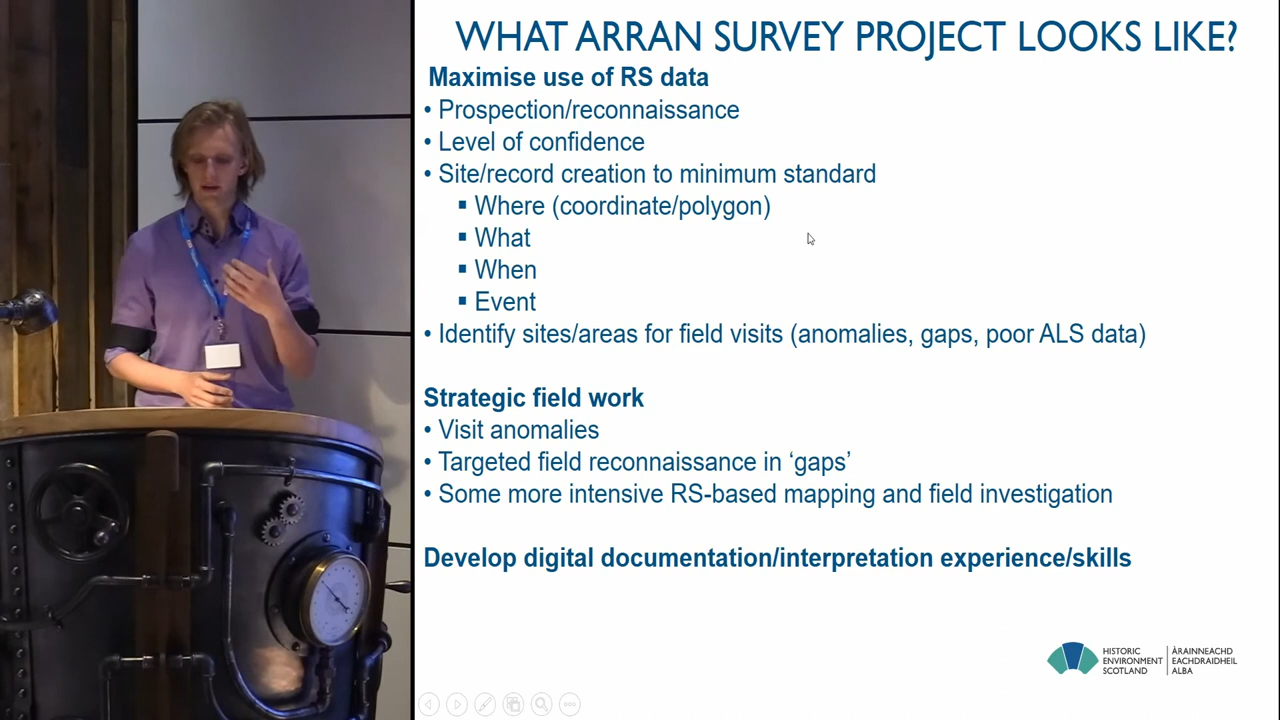 WHAT ARRAN SURVEY PROJECT LOOKS LIKE?
Maximise use of RS data
• Prospection/reconnaissance
• Level of confidence
• Site/record creation to minimum standard
▪ Where (coordinate/polygon)
▪ What
▪ When
▪ Event
• Identify sites/areas for field visits (anomalies, gaps, poor ALS data)
Strategic field work
• Visit anomalies
• Targeted field reconnaissance in ‘gaps’
• Some more intensive RS-based mapping and field investigation
Develop digital documentation/interpretation experience/skills
HISTORIC
ENVIRONMENT
SCOTLAND
ÀRAINNEACHD
EACHDRAIDHEIL
ALBA